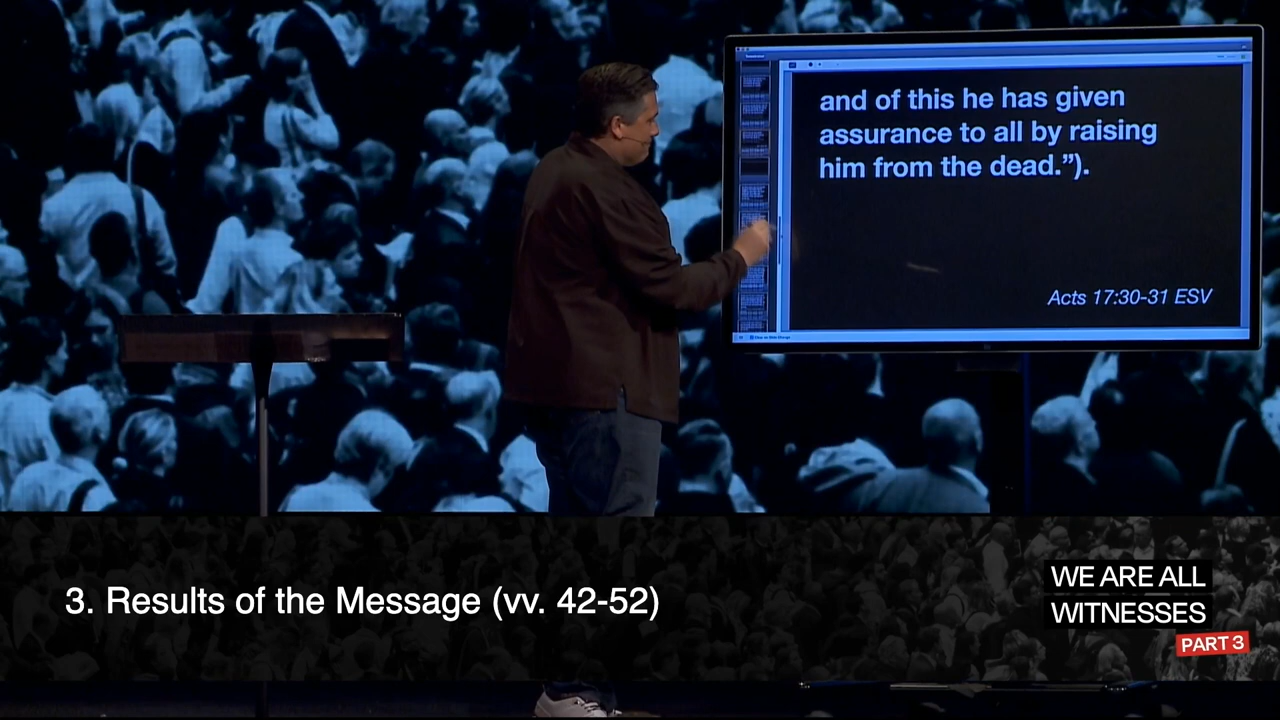 and of this he has given
assurance to all by raising
him from the dead.”).
Acts 17:30-31 ESV
3. Results of the Message (vv. 42-52)
WE ARE ALL
WITNESSES
PART 3